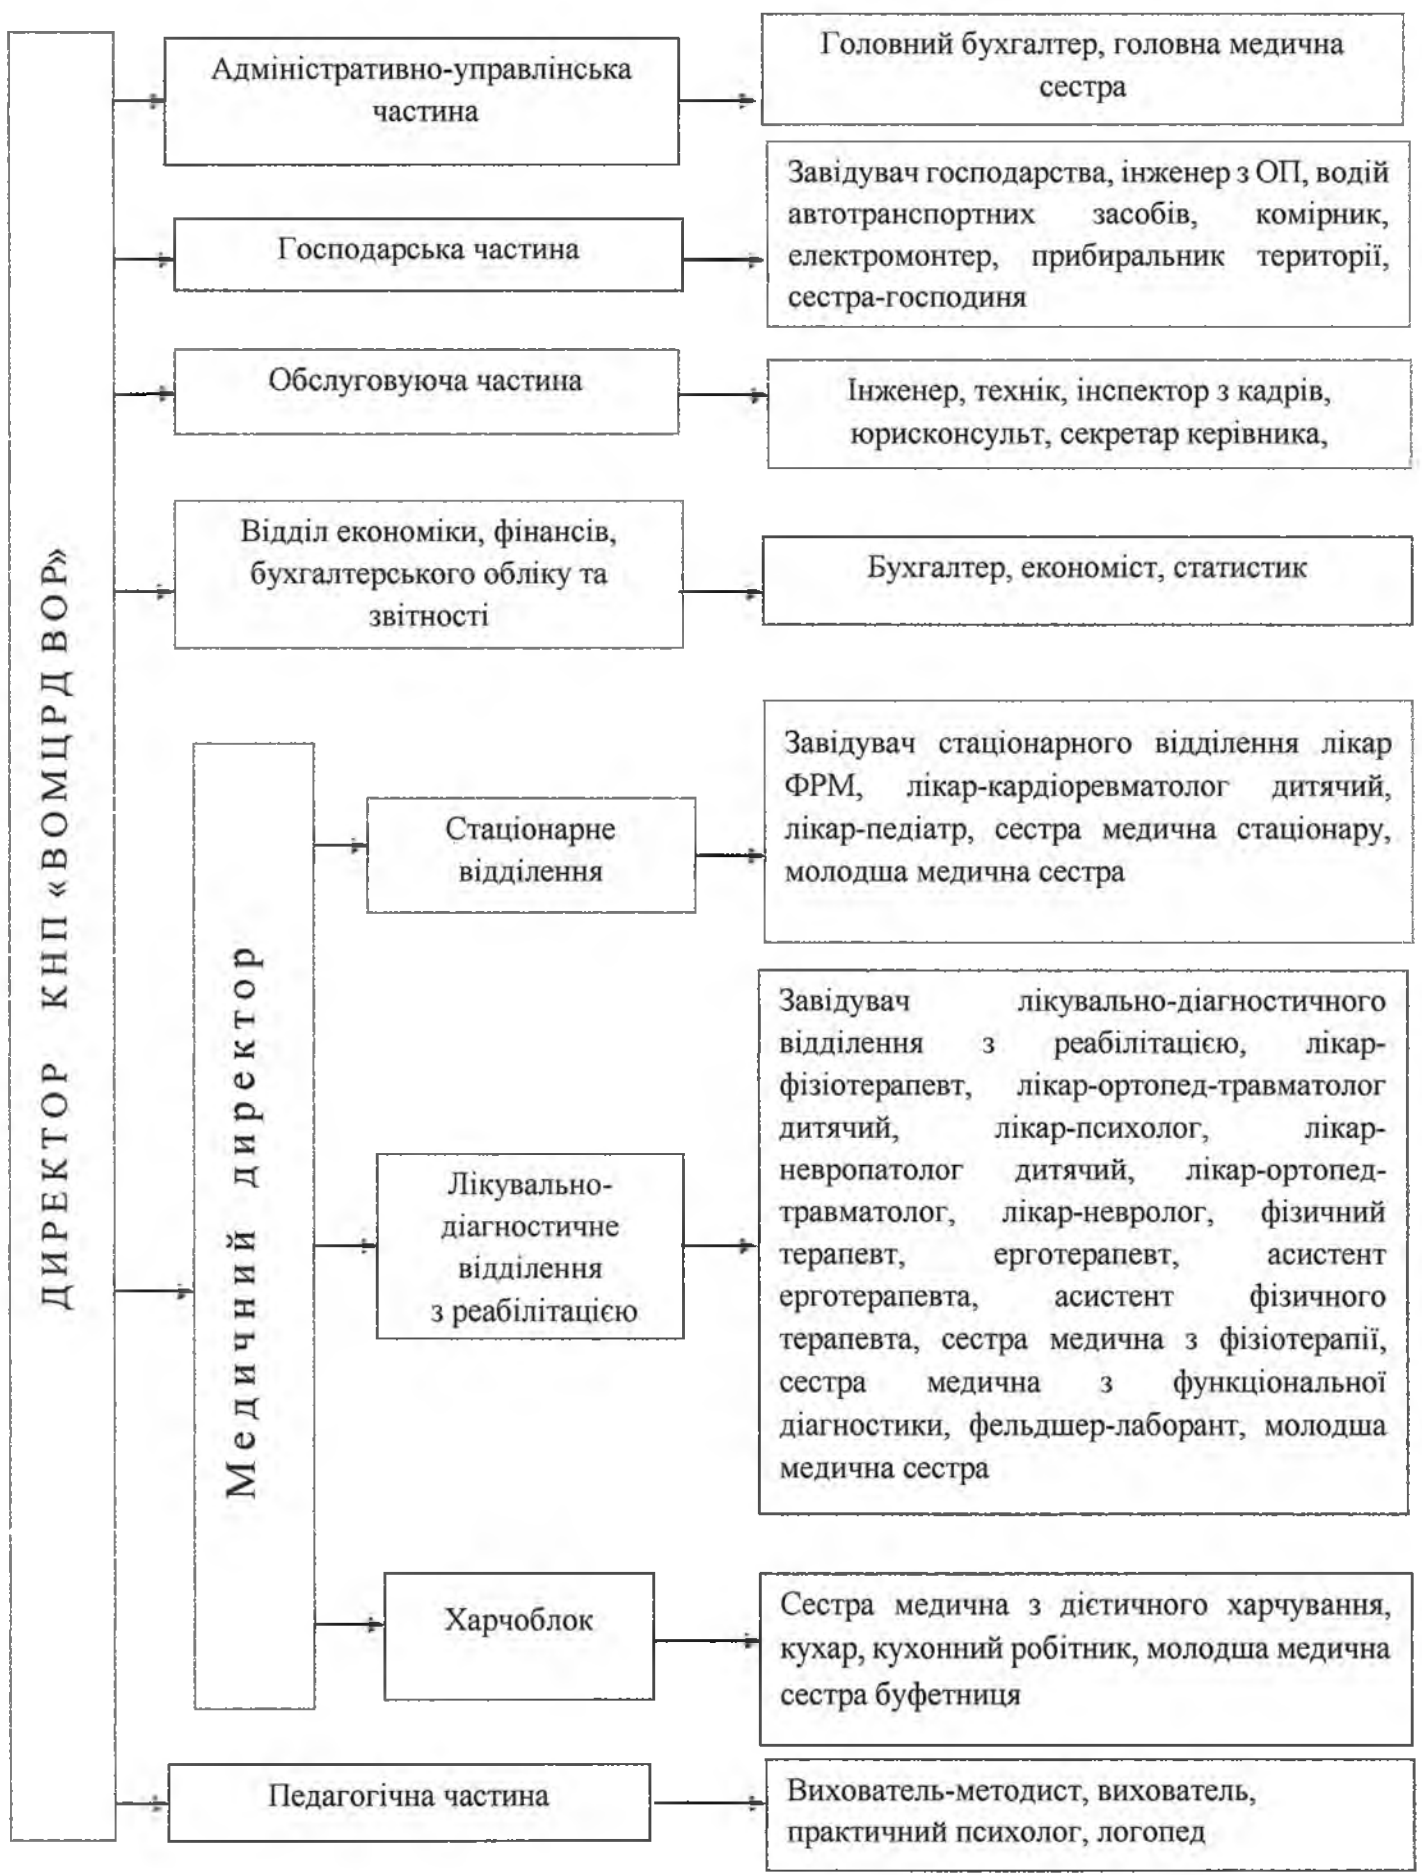 ДИРЕКТОР КНП «ВОМЦРД ВОР»
Адміністративно-управлінська
частина
Головний бухгалтер, головна медична
сестра
Господарська частина
Завідувач господарства, інженер з ОП, водій
автотранспортних засобів, комірник,
електромонтер, прибиральник території,
сестра-господиня
Обслуговуюча частина
Інженер, технік, інспектор з кадрів,
юрисконсульт, секретар керівника,
Відділ економіки, фінансів,
бухгалтерського обліку та
звітності
Бухгалтер, економіст, статистик
Медичний директор
Стаціонарне
відділення
Завідувач стаціонарного відділення лікар
ФРМ, лікар-кардіоревматолог дитячий,
лікар-педіатр, сестра медична стаціонару,
молодша медична сестра
Лікувально-
діагностичне
відділення
з реабілітацією
Завідувач лікувально-діагностичного
відділення з реабілітацією, лікар-
фізіотерапевт, лікар-ортопед-травматолог
дитячий, лікар-психолог, лікар-
невропатолог дитячий, лікар-ортопед-
травматолог, лікар-невролог, фізичний
терапевт, ерготерапевт, асистент
ерготерапевта, асистент фізичного
терапевта, сестра медична з фізіотерапії,
сестра медична з функціональної
діагностики, фельдшер-лаборант, молодша
медична сестра
Харчоблок
Сестра медична з дієтичного харчування,
кухар, кухонний робітник, молодша медична
сестра буфетниця
Педагогічна частина
Вихователь-методист, вихователь,
практичний психолог, логопед